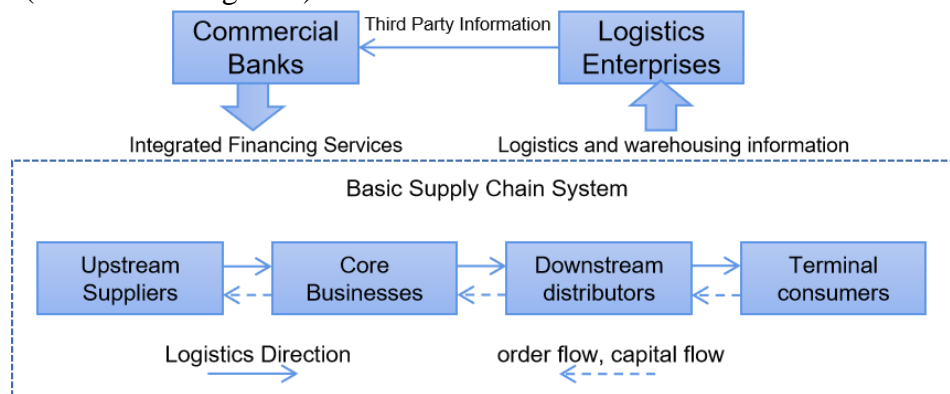 Commercial
Banks
Third Party Information
Logistics
Enterprises
Integrated Financing Services
Logistics and warehousing information
Basic Supply Chain System
Upstream
Suppliers
Core
Businesses
Downstream
distributors
Terminal
consumers
Logistics Direction
order flow, capital flow